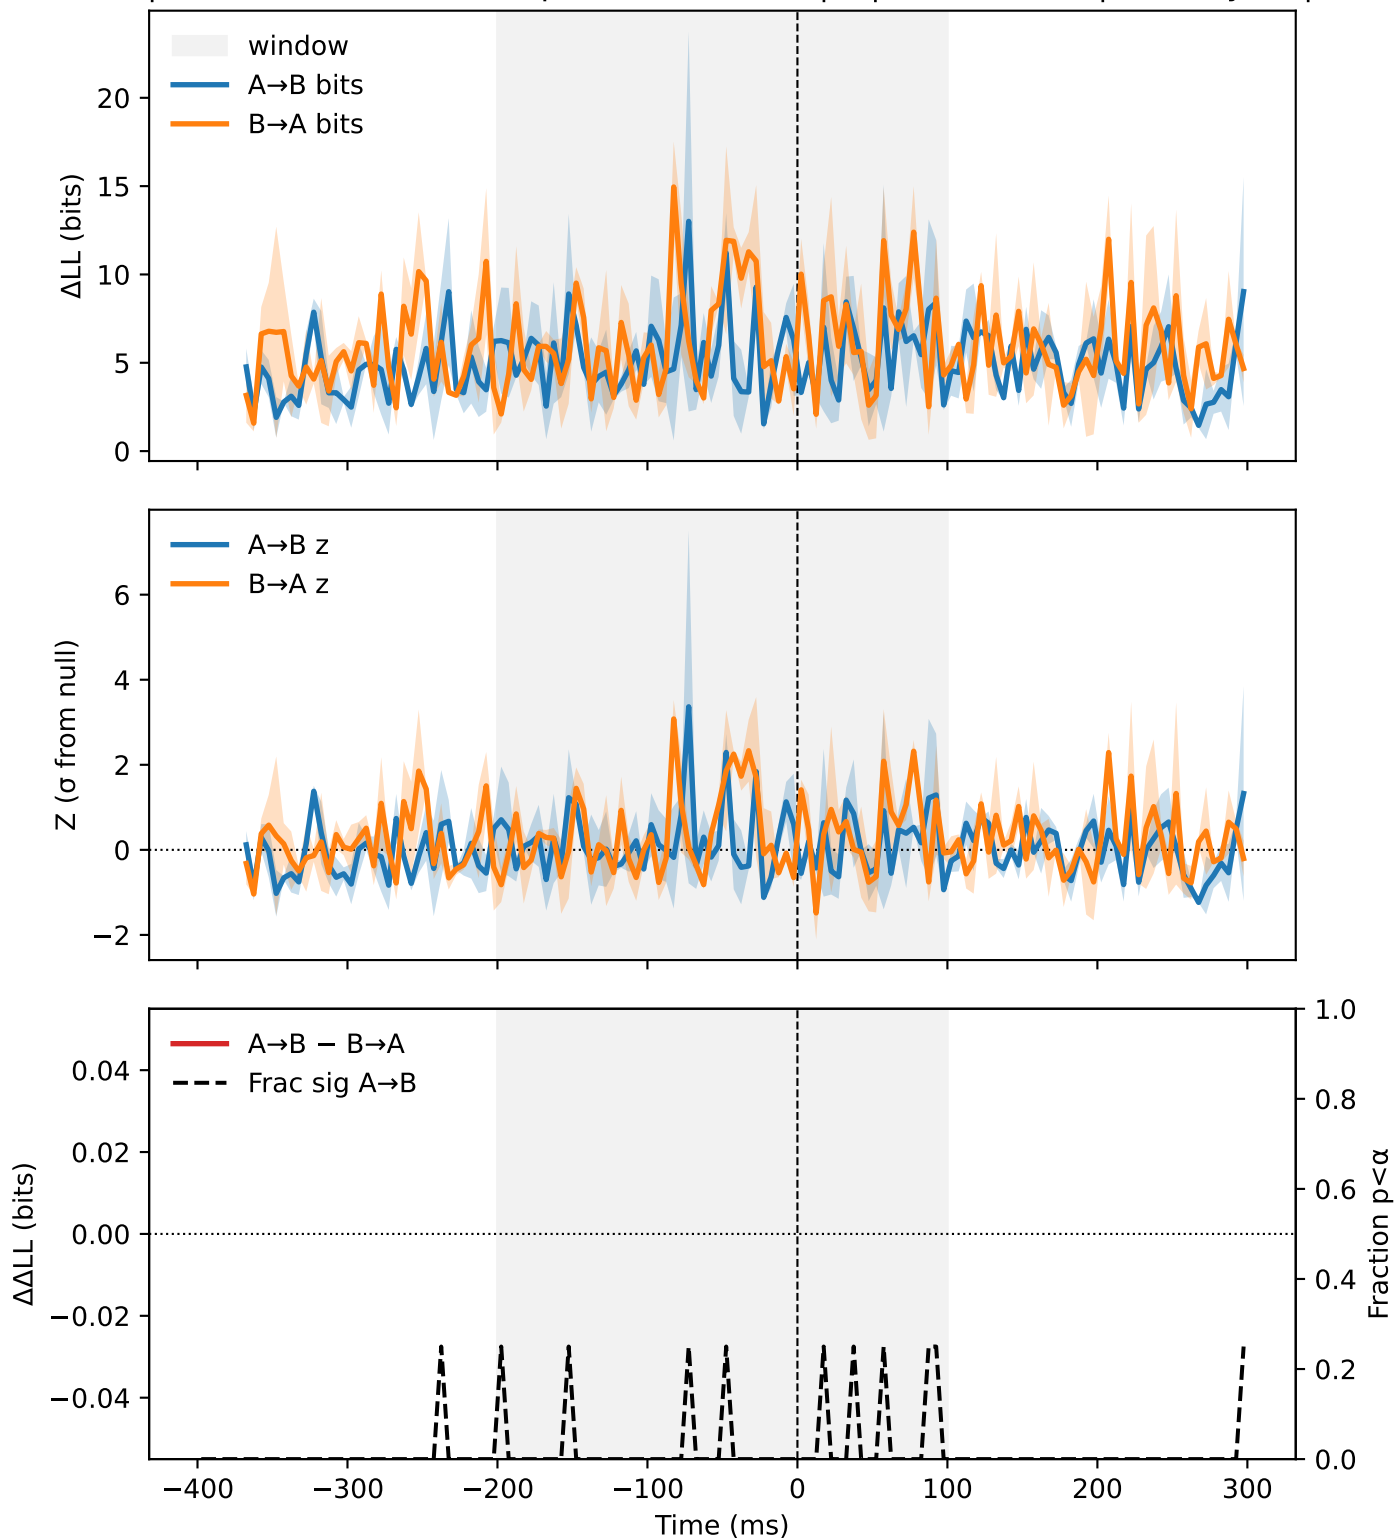 window
A→B bits
B→A bits
ΔLL (bits)
20
15
10
5
0
A→B z
B→A z
Z (σ from null)
6
4
2
0
−2
A→B − B→A
Frac sig A→B
ΔΔLL (bits)
0.04
0.02
0.00
−0.02
−0.04
1.0
0.8
0.6
0.4
0.2
0.0
Fraction p<α
−400 −300 −200 −100 0 100 200 300
Time (ms)